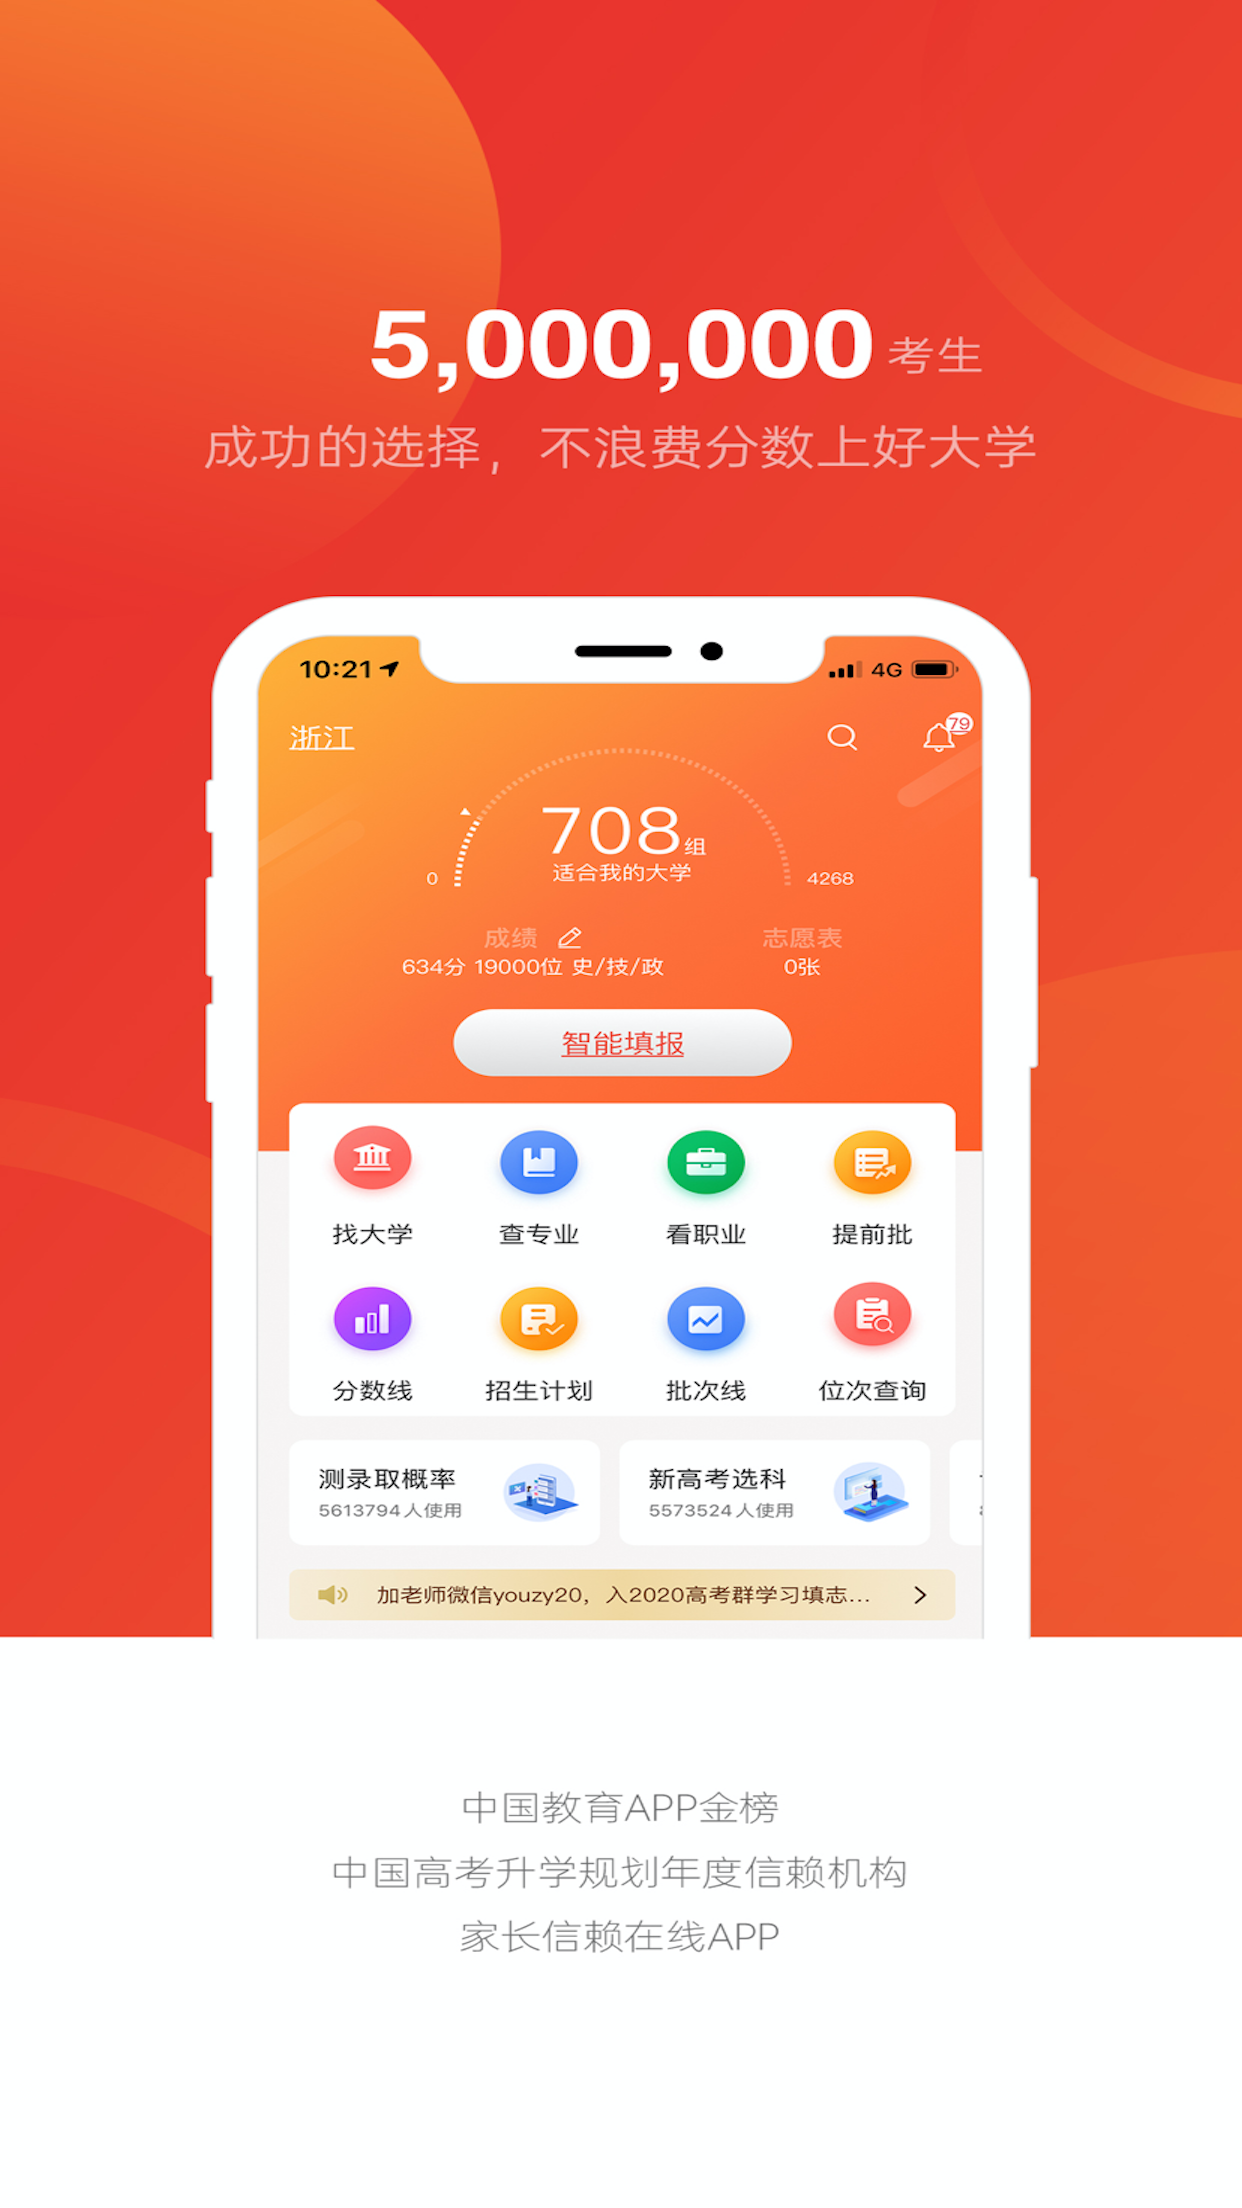 5,000,000 考生
成功的选择，不浪费分数上好大学
10:21 4G
浙江 79
708组
适合我的大学
0 4268
成绩 志愿表
634分 19000位 史/技/政 0张
智能填报
找大学 查专业 看职业 提前批
分数线 招生计划 批次线 位次查询
测录取概率 新高考选科
5613794人使用 5573524人使用
加老师微信youzy20，入2020高考群学习填志...
中国教育APP金榜
中国高考升学规划年度信赖机构
家长信赖在线APP